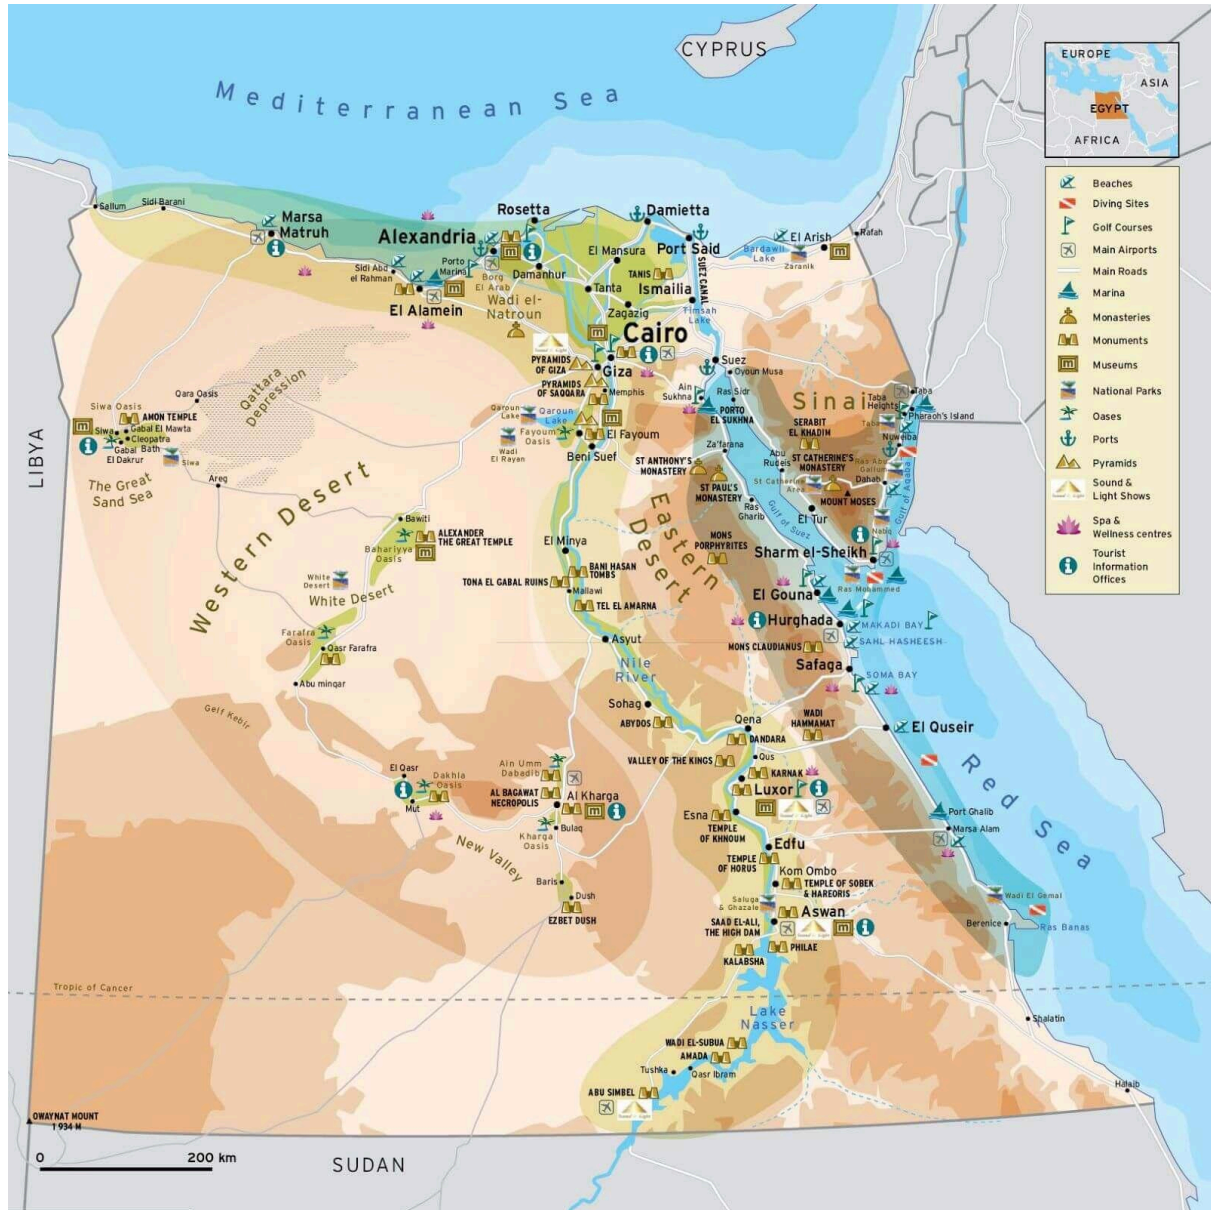 CYPRUS
Mediterranean Sea
EUROPE
ASIA
EGYPT
AFRICA
Beaches
Diving Sites
Golf Courses
Main Airports
Main Roads
Marina
Monasteries
Monuments
Museums
National Parks
Oases
Ports
Pyramids
Sound &
Light Shows
Spa &
Wellness centres
Tourist
Information
Offices
Sallum
Sidi Barani
Marsa
Matruh
Rosetta
Alexandria
Damietta
Port Said
El Arish
Rafah
Bardawil
Lake
Zaranik
El Mansura
TANIS
SUEZ CANAL
Sidi Abd
el Rahman
Porto
Marina
Borg
El Arab
Damanhur
Tanta
Ismailia
El Alamein
Wadi el-
Natroun
Zagazig
Timsah
Lake
Cairo
PYRAMIDS
OF GIZA
Giza
Suez
Oyoun Musa
PYRAMIDS
OF SAQQARA
Memphis
Ain
Sukhna
Ras Sidr
PORTO
EL SUKHNA
Sinai
Taba
Taba
Heights
Pharaoh's Island
Taba
Nuweiba
Qattara
Depression
Qara Oasis
Siwa Oasis
AMON TEMPLE
Siwa
Gabal El Mawta
Cleopatra
Bath
Gabal
El Dakrur
Siwa
The Great
Sand Sea
Areg
LIBYA
Qaroun
Lake
Qaroun
Lake
Fayoum
Oasis
El Fayoum
Wadi
El Rayan
Beni Suef
SERABIT
EL KHADIM
Za'farana
Abu
Rudeis
ST CATHERINE'S
MONASTERY
Ras Abu
Gallum
Dahab
ST ANTHONY'S
MONASTERY
ST PAUL'S
MONASTERY
St Catherine
Area
MOUNT MOSES
Gulf of Aqaba
Ras
Gharib
Gulf of Suez
El Tur
Nabq
Western Desert
Bawiti
Bahariyya
Oasis
ALEXANDER
THE GREAT TEMPLE
El Minya
Eastern
Desert
MONS
PORPHYRITES
Sharm el-Sheikh
Ras Mohammed
White
Desert
White Desert
TONA EL GABAL RUINS
BANI HASAN
TOMBS
Mallawi
TEL EL AMARNA
El Gouna
Hurghada
MAKADI BAY
SAHL HASHEESH
Farafra
Oasis
Qasr Farafra
Asyut
MONS CLAUDIANUS
Safaga
Abu minqar
Nile
River
SOMA BAY
Gelf Kebir
Sohag
ABYDOS
Qena
DANDARA
WADI
HAMMAMAT
El Quseir
VALLEY OF THE KINGS
Qus
KARNAK
Luxor
Red Sea
El Qasr
Dakhla
Oasis
Mut
Ain Umm
Dabadib
AL BAGAWAT
NECROPOLIS
Al Kharga
Bulaq
Kharga
Oasis
New Valley
Esna
TEMPLE
OF KHNOUM
Edfu
TEMPLE
OF HORUS
Port Ghalib
Marsa Alam
Baris
Dush
EZBET DUSH
Kom Ombo
TEMPLE OF SOBEK
& HAREORIS
Saluga
& Ghazale
Aswan
SAAD EL-ALI,
THE HIGH DAM
PHILAE
KALABSHA
Wadi El Gemal
Berenice
Ras Banas
Tropic of Cancer
Lake
Nasser
Shalatin
WADI EL-SUBUA
AMADA
Tushka
Qasr Ibram
ABU SIMBEL
Halaib
OWAYNAT MOUNT
1 934 M
0
200 km
SUDAN